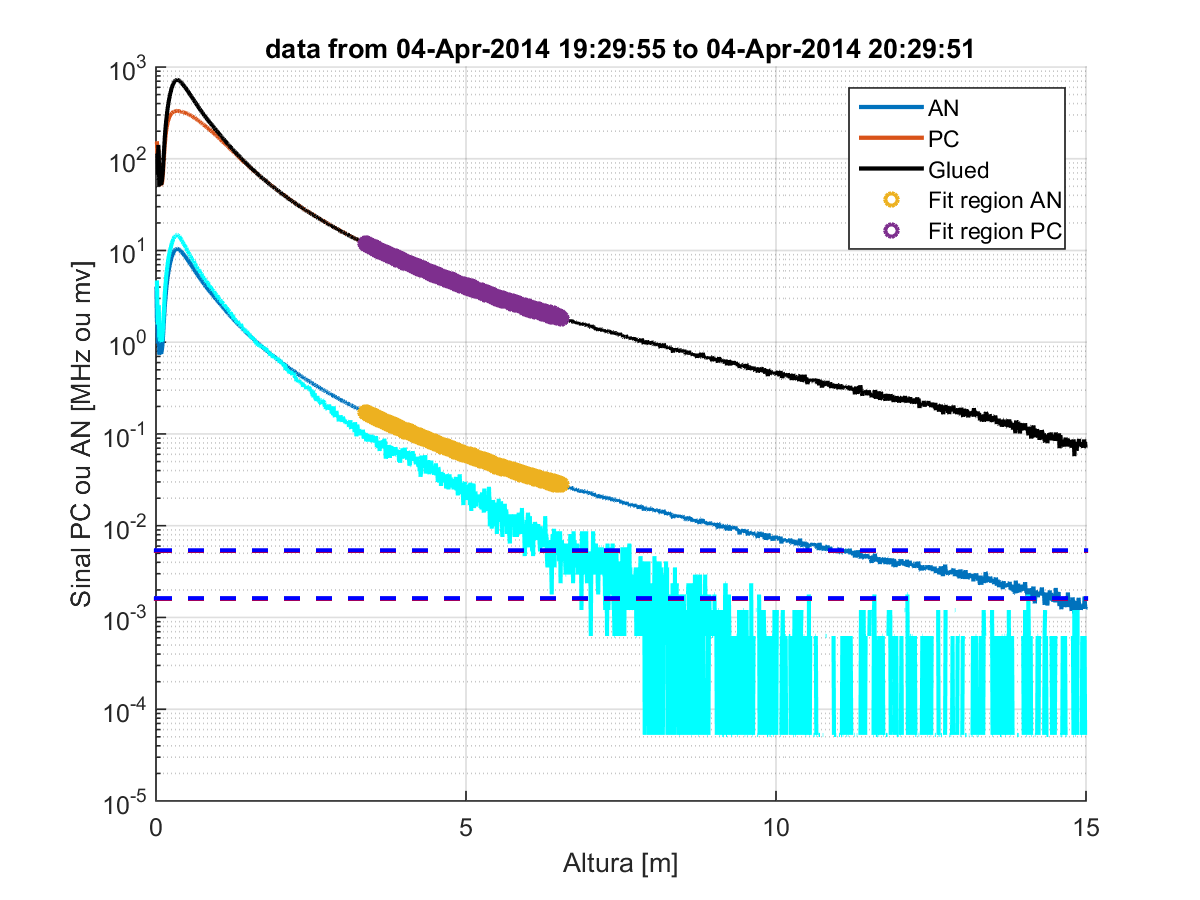 data from 04-Apr-2014 19:29:55 to 04-Apr-2014 20:29:51
AN
PC
Glued
Fit region AN
Fit region PC
Sinal PC ou AN [MHz ou mv]
10^3
10^2
10^1
10^0
10^-1
10^-2
10^-3
10^-4
10^-5
0 5 10 15
Altura [m]